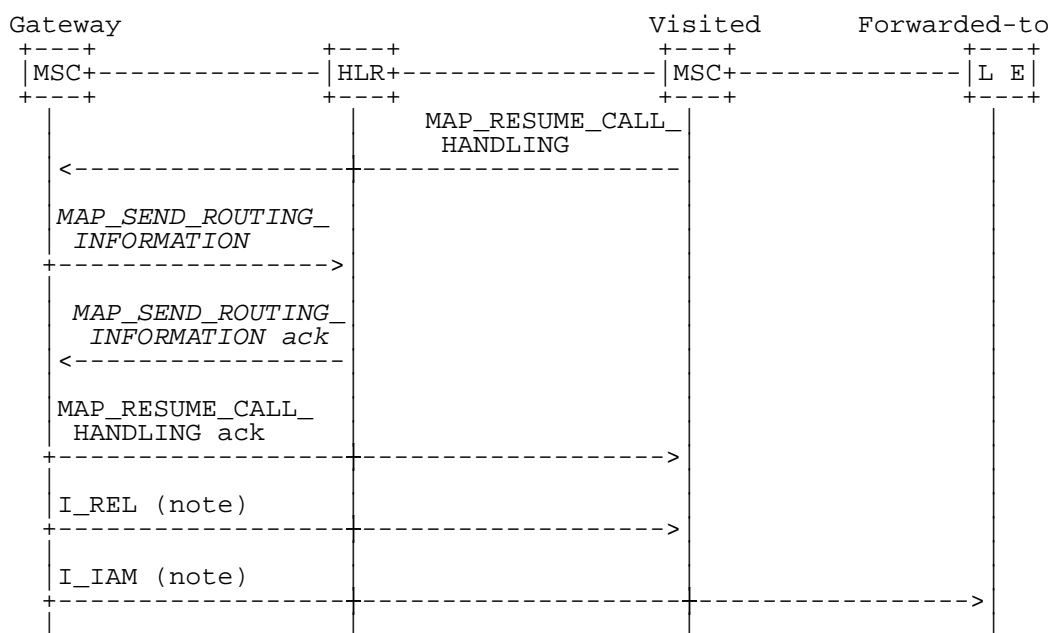 Gateway Visited Forwarded-to
MSC HLR MSC L E
MAP_RESUME_CALL_
HANDLING
MAP_SEND_ROUTING_
INFORMATION
MAP_SEND_ROUTING_
INFORMATION ack
MAP_RESUME_CALL_
HANDLING ack
I_REL (note)
I_IAM (note)